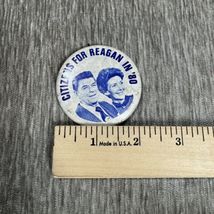 CITIZENS FOR REAGAN IN '80
1 Made in U.S.A. 2 3